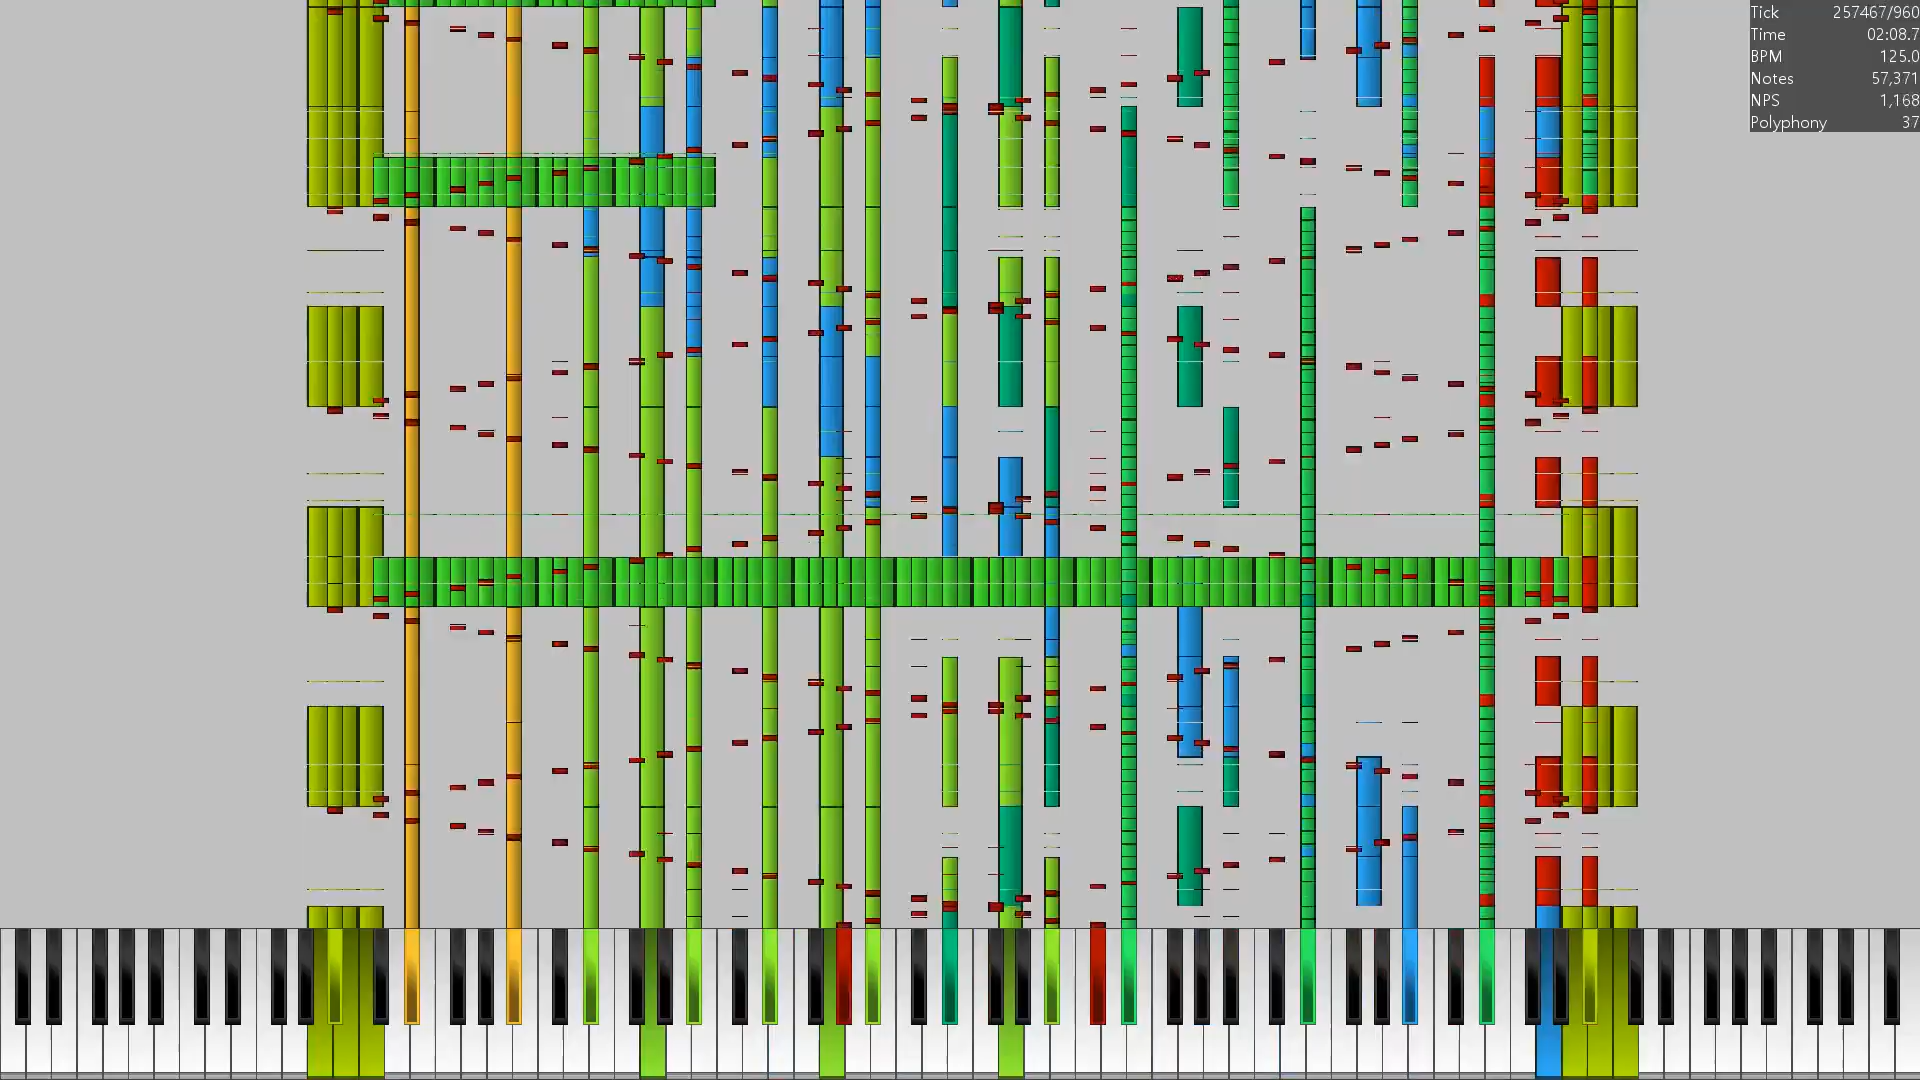 Tick 257467/960
Time 02:08.7
BPM 125.0
Notes 57,371
NPS 1,168
Polyphony 37